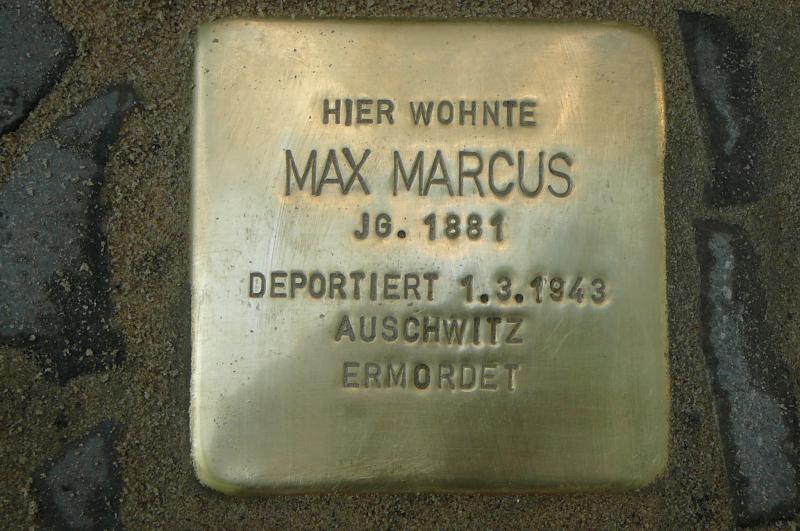 HIER WOHNTE
MAX MARCUS
JG. 1881
DEPORTIERT 1.3.1943
AUSCHWITZ
ERMORDET